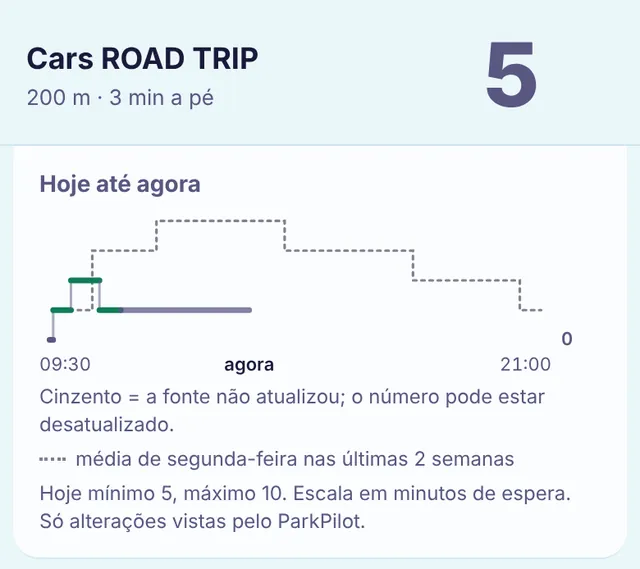 Cars ROAD TRIP
5
200 m · 3 min a pé
Hoje até agora
0
09:30 agora 21:00
Cinzento = a fonte não atualizou; o número pode estar
desatualizado.
média de segunda-feira nas últimas 2 semanas
Hoje mínimo 5, máximo 10. Escala em minutos de espera.
Só alterações vistas pelo ParkPilot.